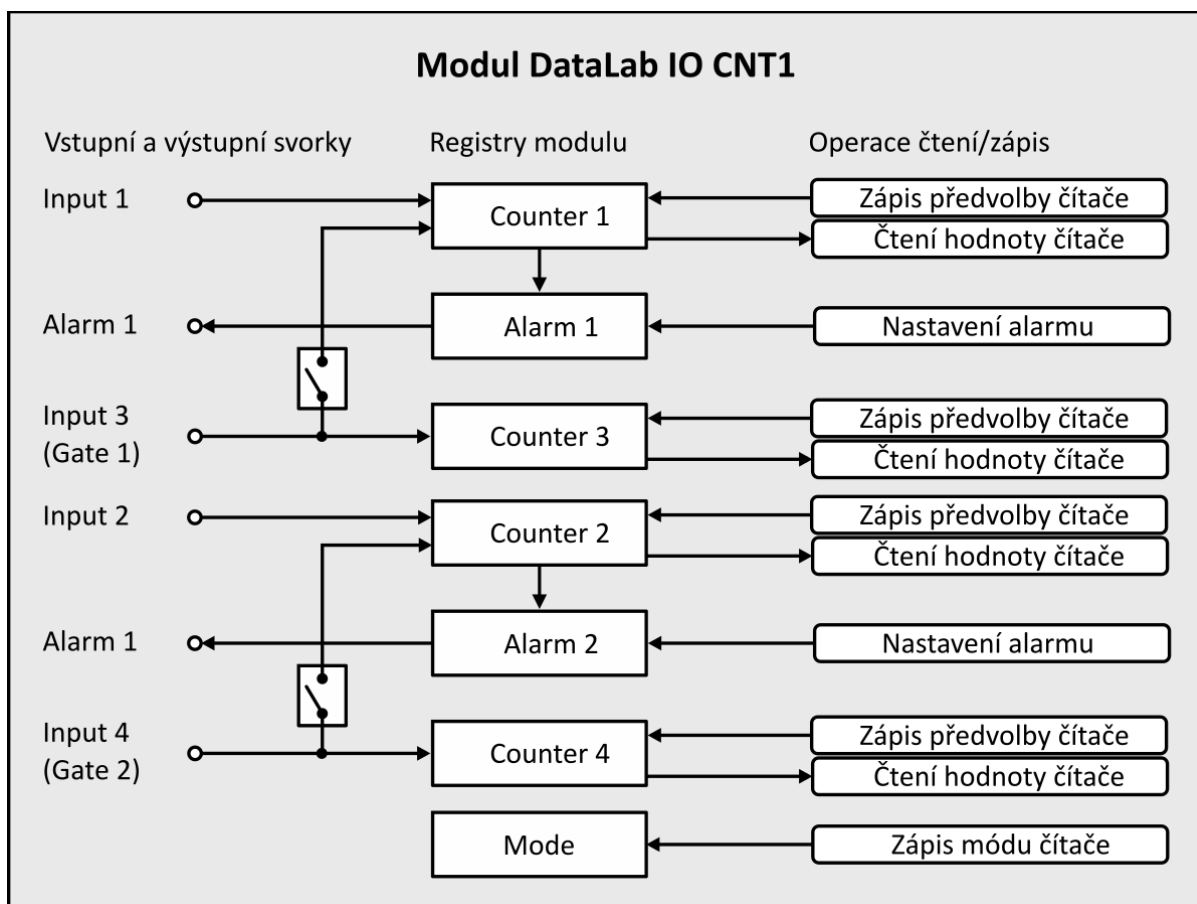 Modul DataLab IO CNT1
Vstupní a výstupní svorky Registry modulu Operace čtení/zápis
Input 1 Counter 1 Zápis předvolby čítače
Čtení hodnoty čítače
Alarm 1 Alarm 1 Nastavení alarmu
Input 3
(Gate 1) Counter 3 Zápis předvolby čítače
Čtení hodnoty čítače
Input 2 Counter 2 Zápis předvolby čítače
Čtení hodnoty čítače
Alarm 1 Alarm 2 Nastavení alarmu
Input 4
(Gate 2) Counter 4 Zápis předvolby čítače
Čtení hodnoty čítače
Mode Zápis módu čítače